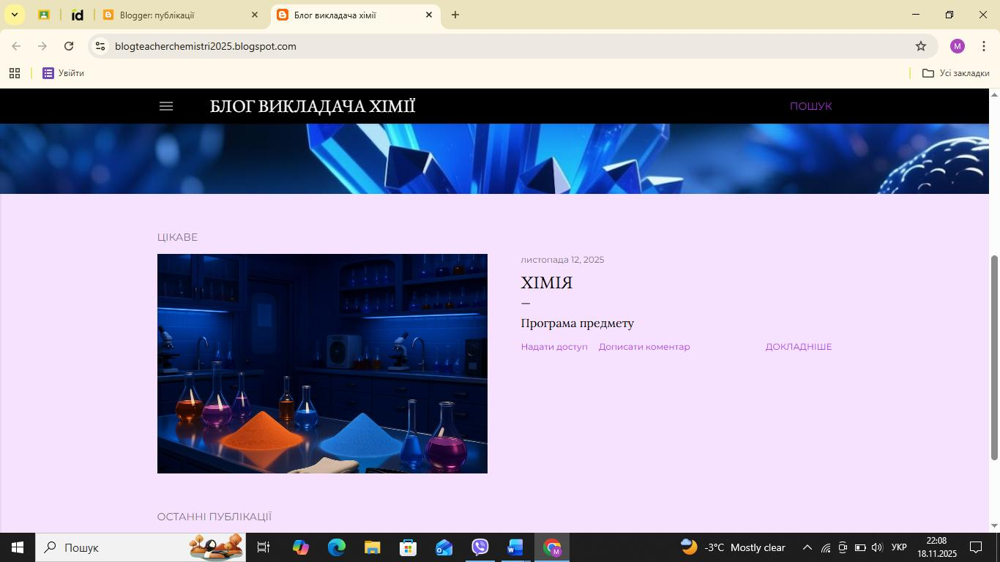 id
Blogger: публікації
Блог викладача хімії
blogteacherchemistri2025.blogspot.com
M
Увійти
Усі закладки
БЛОГ ВИКЛАДАЧА ХІМІЇ
ПОШУК
ЦІКАВЕ
листопада 12, 2025
ХІМІЯ
Програма предмету
Надати доступ
Дописати коментар
ДОКЛАДНІШЕ
ОСТАННІ ПУБЛІКАЦІЇ
Пошук
-3°C Mostly clear
УКР
22:08
18.11.2025